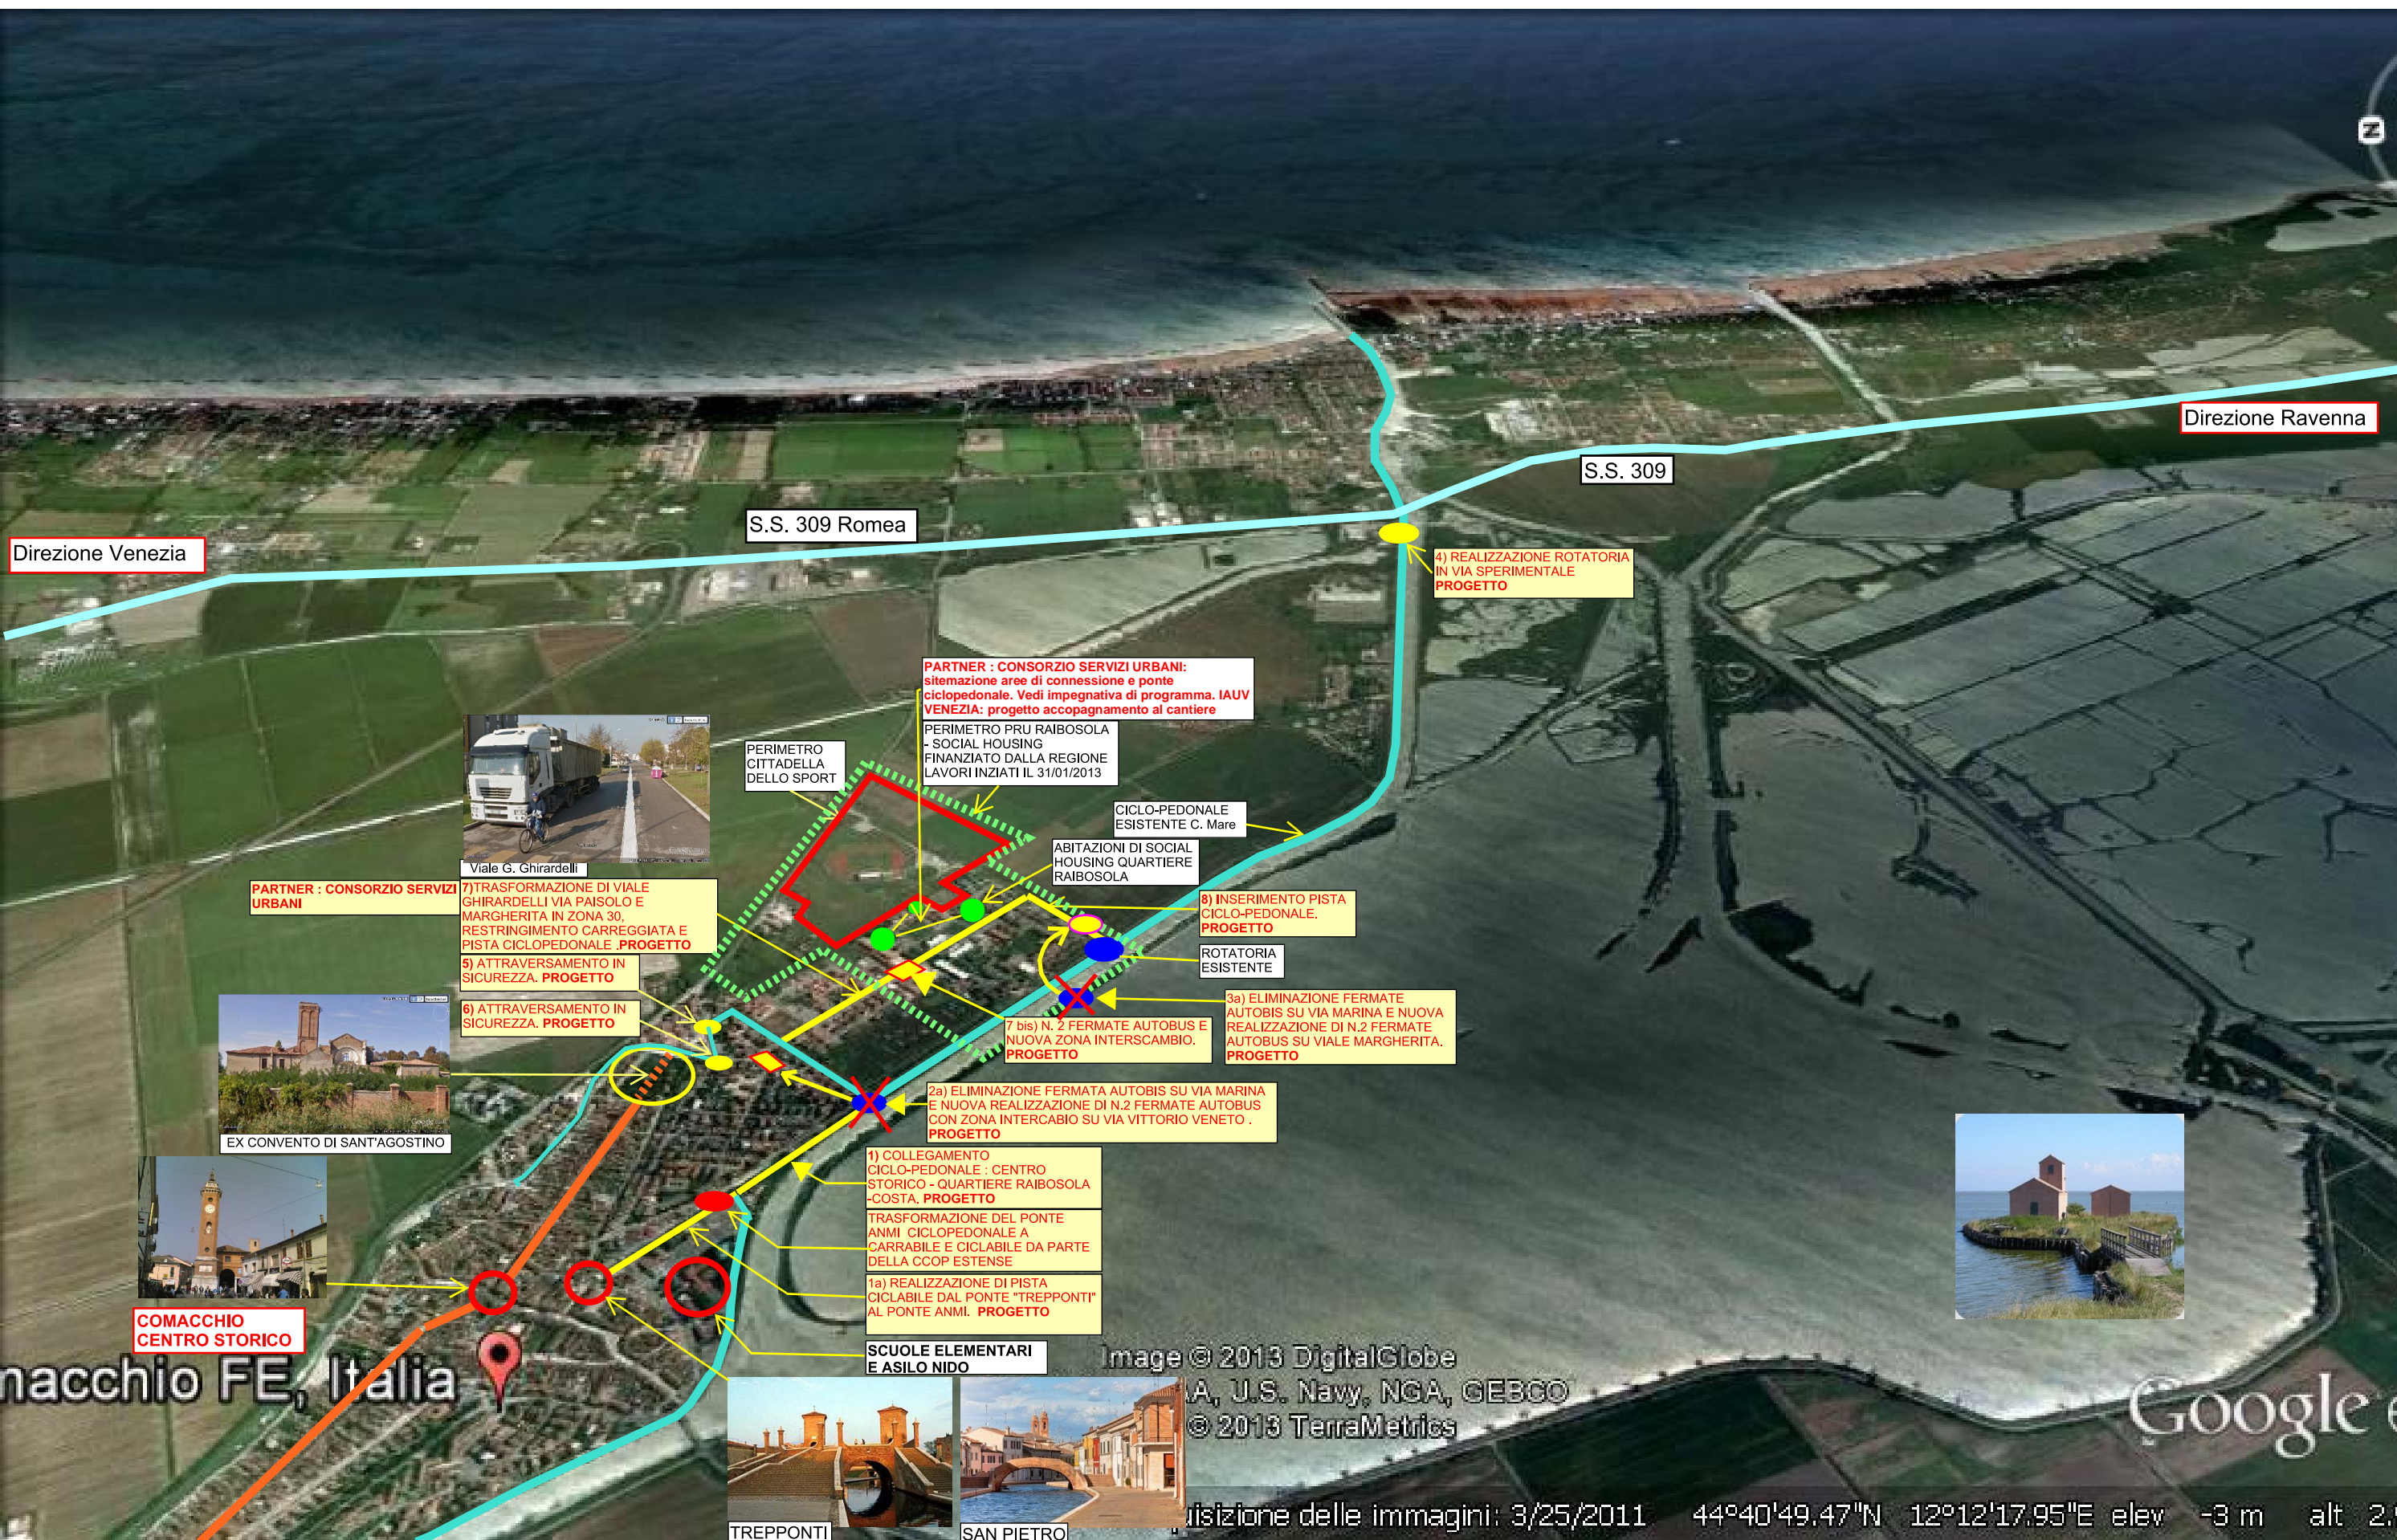 Direzione Ravenna
S.S. 309
S.S. 309 Romea
Direzione Venezia
4) REALIZZAZIONE ROTATORIA
IN VIA SPERIMENTALE
PROGETTO
PARTNER : CONSORZIO SERVIZI URBANI:
sitemazione aree di connessione e ponte
ciclopedonale. Vedi impegnativa di programma. IAUV
VENEZIA: progetto accopagnamento al cantiere
PERIMETRO PRU RAIBOSOLA
- SOCIAL HOUSING
FINANZIATO DALLA REGIONE
LAVORI INZIATI IL 31/01/2013
PERIMETRO
CITTADELLA
DELLO SPORT
CICLO-PEDONALE
ESISTENTE C. Mare
ABITAZIONI DI SOCIAL
HOUSING QUARTIERE
RAIBOSOLA
Viale G. Ghirardelli
PARTNER : CONSORZIO SERVIZI
URBANI
7)TRASFORMAZIONE DI VIALE
GHIRARDELLI VIA PAISOLO E
MARGHERITA IN ZONA 30,
RESTRINGIMENTO CARREGGIATA E
PISTA CICLOPEDONALE .PROGETTO
8) INSERIMENTO PISTA
CICLO-PEDONALE.
PROGETTO
ROTATORIA
ESISTENTE
5) ATTRAVERSAMENTO IN
SICUREZZA. PROGETTO
6) ATTRAVERSAMENTO IN
SICUREZZA. PROGETTO
3a) ELIMINAZIONE FERMATE
AUTOBIS SU VIA MARINA E NUOVA
REALIZZAZIONE DI N.2 FERMATE
AUTOBUS SU VIALE MARGHERITA.
PROGETTO
7 bis) N. 2 FERMATE AUTOBUS E
NUOVA ZONA INTERSCAMBIO.
PROGETTO
2a) ELIMINAZIONE FERMATA AUTOBIS SU VIA MARINA
E NUOVA REALIZZAZIONE DI N.2 FERMATE AUTOBUS
CON ZONA INTERCABIO SU VIA VITTORIO VENETO .
PROGETTO
EX CONVENTO DI SANT'AGOSTINO
1) COLLEGAMENTO
CICLO-PEDONALE : CENTRO
STORICO - QUARTIERE RAIBOSOLA
-COSTA. PROGETTO
TRASFORMAZIONE DEL PONTE
ANMI CICLOPEDONALE A
CARRABILE E CICLABILE DA PARTE
DELLA CCOP ESTENSE
1a) REALIZZAZIONE DI PISTA
CICLABILE DAL PONTE "TREPPONTI"
AL PONTE ANMI. PROGETTO
COMACCHIO
CENTRO STORICO
SCUOLE ELEMENTARI
E ASILO NIDO
macchio FE, Italia
Image © 2013 DigitalGlobe
A, U.S. Navy, NGA, GEBCO
© 2013 TerraMetrics
Google e
TREPPONTI
SAN PIETRO
uisizione delle immagini: 3/25/2011 44°40'49.47"N 12°12'17.95"E elev -3 m alt 2.
N